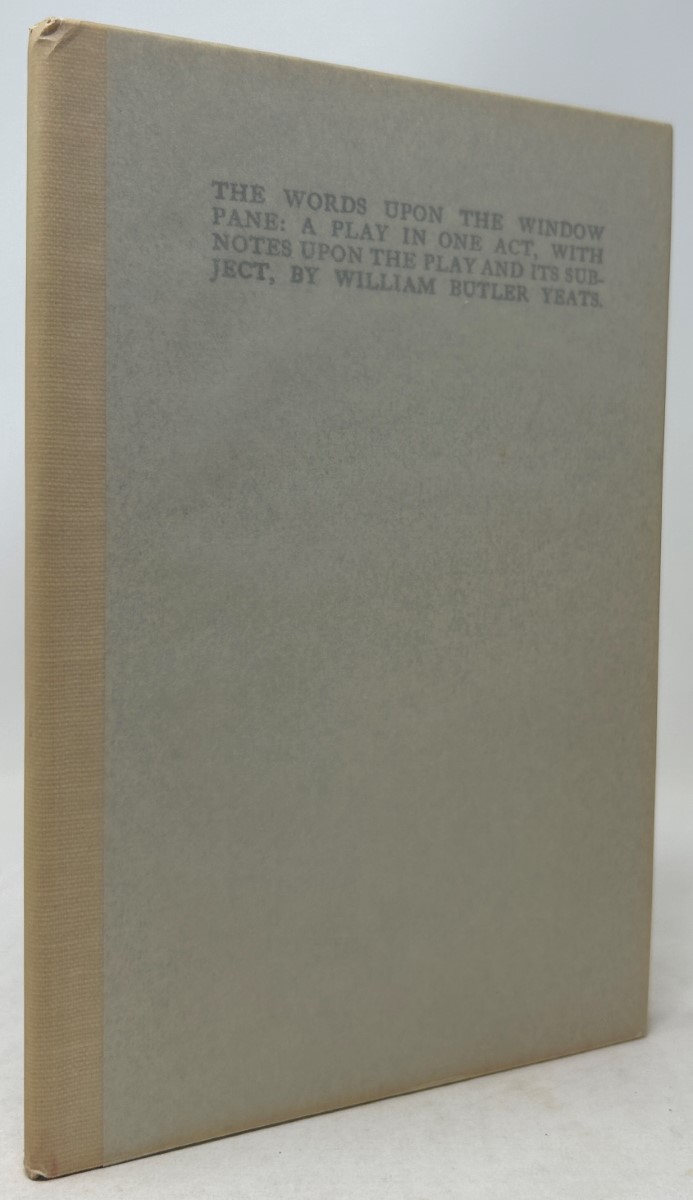 THE WORDS UPON THE WINDOW
PANE: A PLAY IN ONE ACT, WITH
NOTES UPON THE PLAY AND ITS SUB-
JECT, BY WILLIAM BUTLER YEATS.